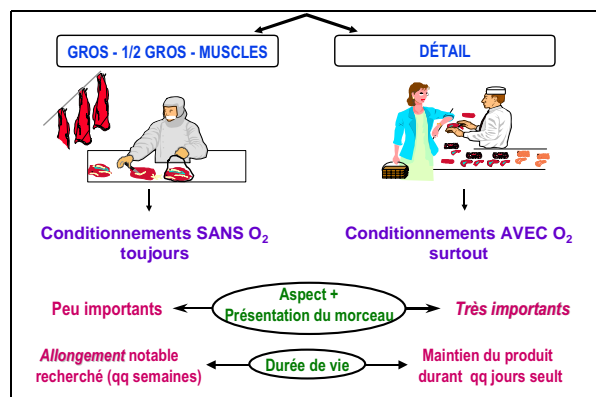 GROS - 1/2 GROS - MUSCLES
DÉTAIL
Conditionnements SANS O₂
toujours
Conditionnements AVEC O₂
surtout
Peu importants
Aspect +
Présentation du morceau
Très importants
Allongement notable
recherché (qq semaines)
Durée de vie
Maintien du produit
durant qq jours seult